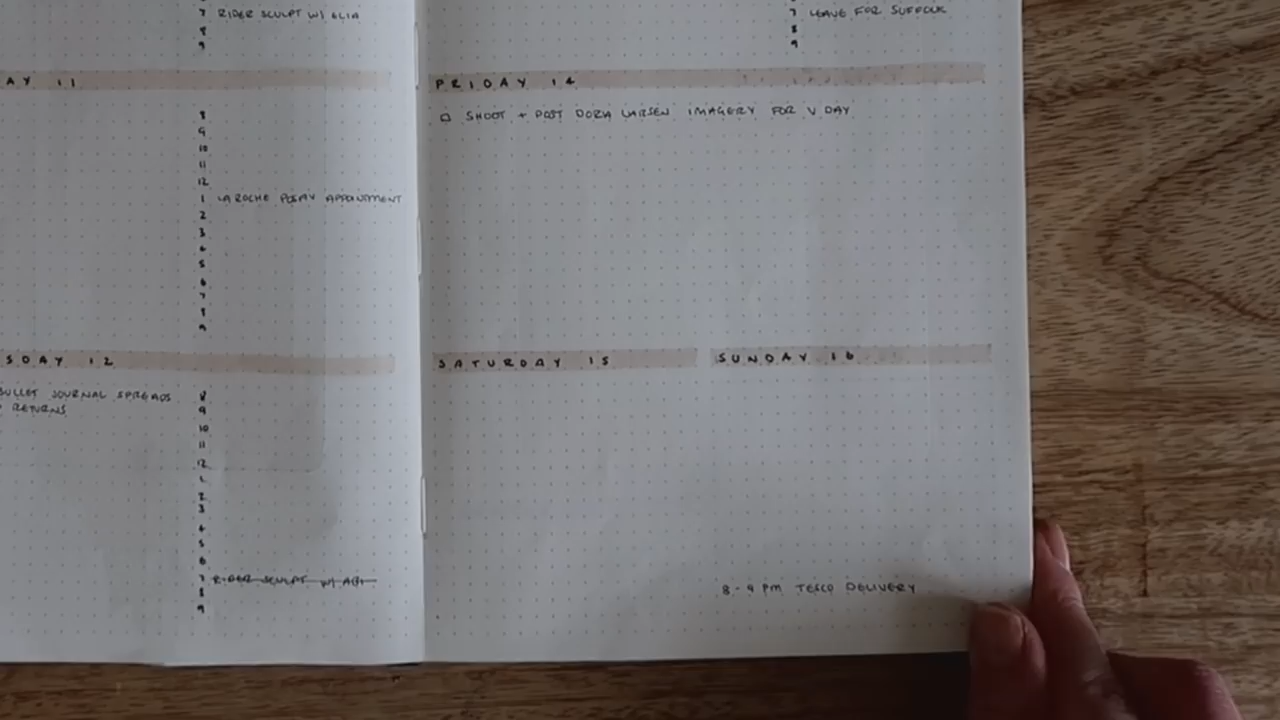 7 RIDER SCULPT W/ ELIA
8
9
AY 11
8
9
10
11
12
1 LA ROCHE POSAY APPOINTMENT
2
3
4
5
6
7
8
9
SDAY 12
BULLET JOURNAL SPREADS
RETURNS
8
9
10
11
12
1
2
3
4
5
6
7 RIDER SCULPT W/ ABI
8
9
7 LEAVE FOR SUFFOLK
8
9
FRIDAY 14
SHOOT + POST DORA LARSEN IMAGERY FOR V DAY
SATURDAY 15
SUNDAY 16
8-9 PM TESCO DELIVERY